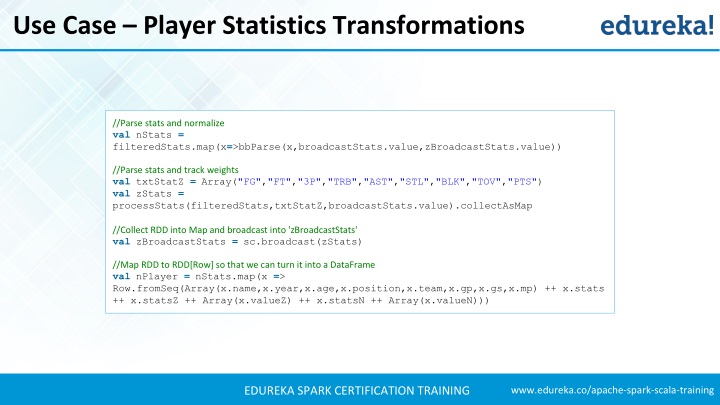 Use Case – Player Statistics Transformations
edureka!
//Parse stats and normalize
val nStats =
filteredStats.map(x=>bbParse(x,broadcastStats.value,zBroadcastStats.value))
//Parse stats and track weights
val txtStatZ = Array("FG","FT","3P","TRB","AST","STL","BLK","TOV","PTS")
val zStats =
processStats(filteredStats,txtStatZ,broadcastStats.value).collectAsMap
//Collect RDD into Map and broadcast into 'zBroadcastStats'
val zBroadcastStats = sc.broadcast(zStats)
//Map RDD to RDD[Row] so that we can turn it into a DataFrame
val nPlayer = nStats.map(x =>
Row.fromSeq(Array(x.name,x.year,x.age,x.position,x.team,x.gp,x.gs,x.mp) ++ x.stats
++ x.statsZ ++ Array(x.valueZ) ++ x.statsN ++ Array(x.valueN)))
EDUREKA SPARK CERTIFICATION TRAINING
www.edureka.co/apache-spark-scala-training